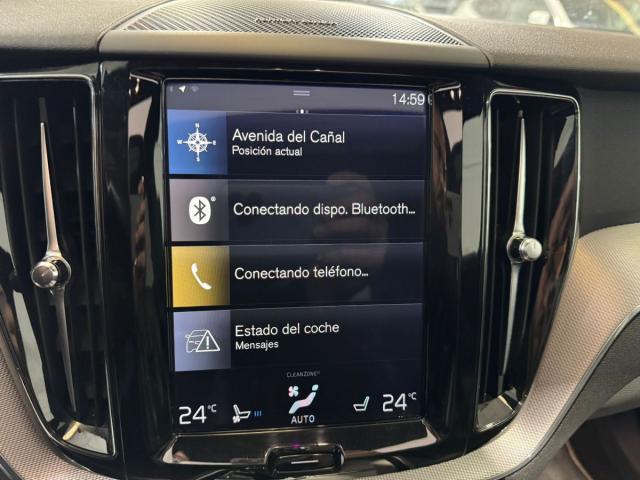 14:59
N
W E
S
Avenida del Cañal
Posición actual
Conectando dispo. Bluetooth...
Conectando teléfono...
Estado del coche
Mensajes
CLEANZONE
24°C
AUTO
24°C